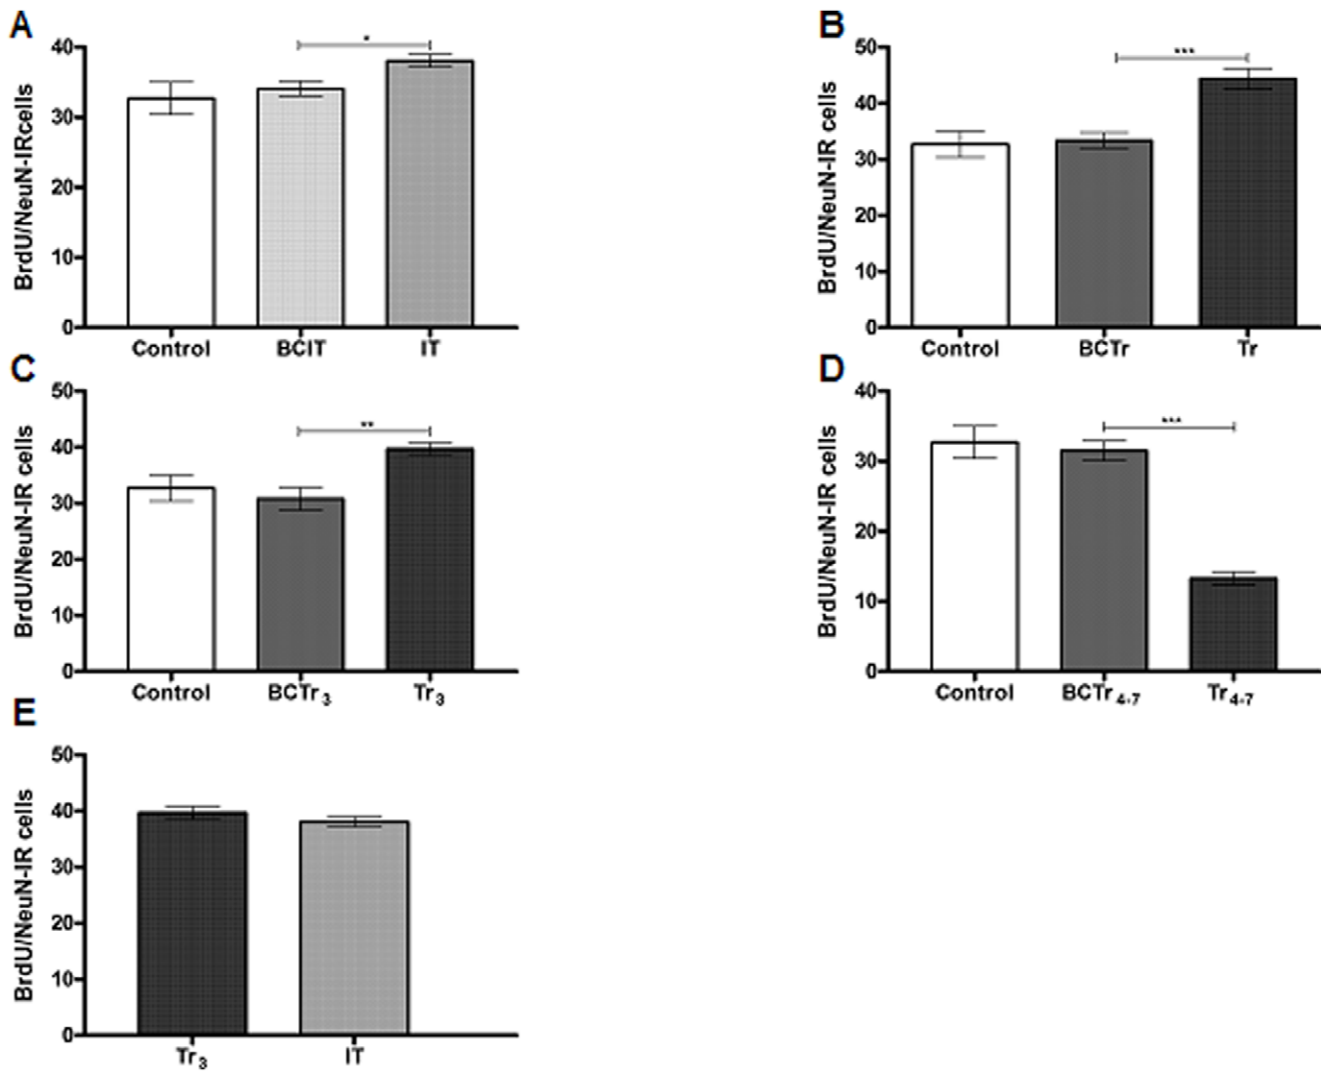 A
BrdU/NeuN-IRcells
40
30
20
10
0
*
Control BCIT IT
B
BrdU/NeuN-IR cells
50
40
30
20
10
0
***
Control BCTr Tr
C
BrdU/NeuN-IR cells
50
40
30
20
10
0
**
Control BCTr3 Tr3
D
BrdU/NeuN-IR cells
40
30
20
10
0
***
Control BCTr4-7 Tr4-7
E
BrdU/NeuN-IR cells
50
40
30
20
10
0
Tr3 IT